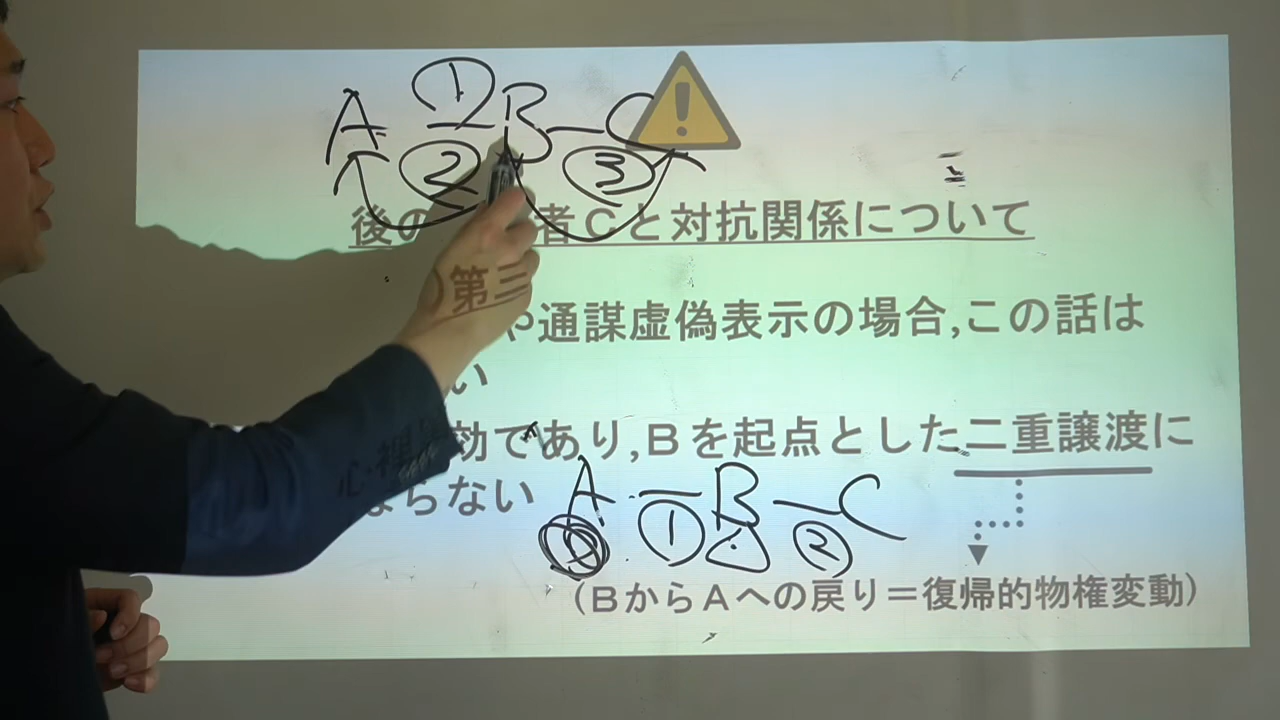 A ① B C
② ③
後の 者Cと対抗関係について
)第三
や通謀虚偽表示の場合,この話は
い
効であり,Bを起点とした二重譲渡に
心・裡
ならない
A B C
① ②
(BからAへの戻り=復帰的物権変動)